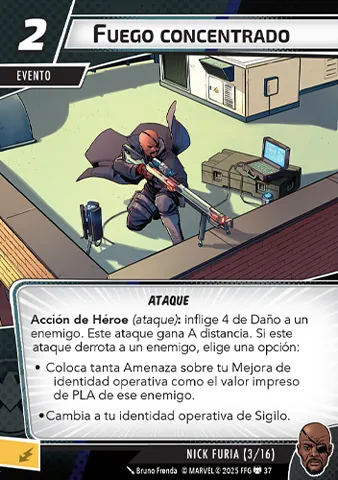 2
FUEGO CONCENTRADO
EVENTO
ATAQUE
Acción de Héroe (ataque): inflige 4 de Daño a un
enemigo. Este ataque gana A distancia. Si este
ataque derrota a un enemigo, elige una opción:
• Coloca tanta Amenaza sobre tu Mejora de
identidad operativa como el valor impreso
de PLA de ese enemigo.
• Cambia a tu identidad operativa de Sigilo.
NICK FURIA (3/16)
Bruno Frenda © MARVEL © 2025 FFG 37